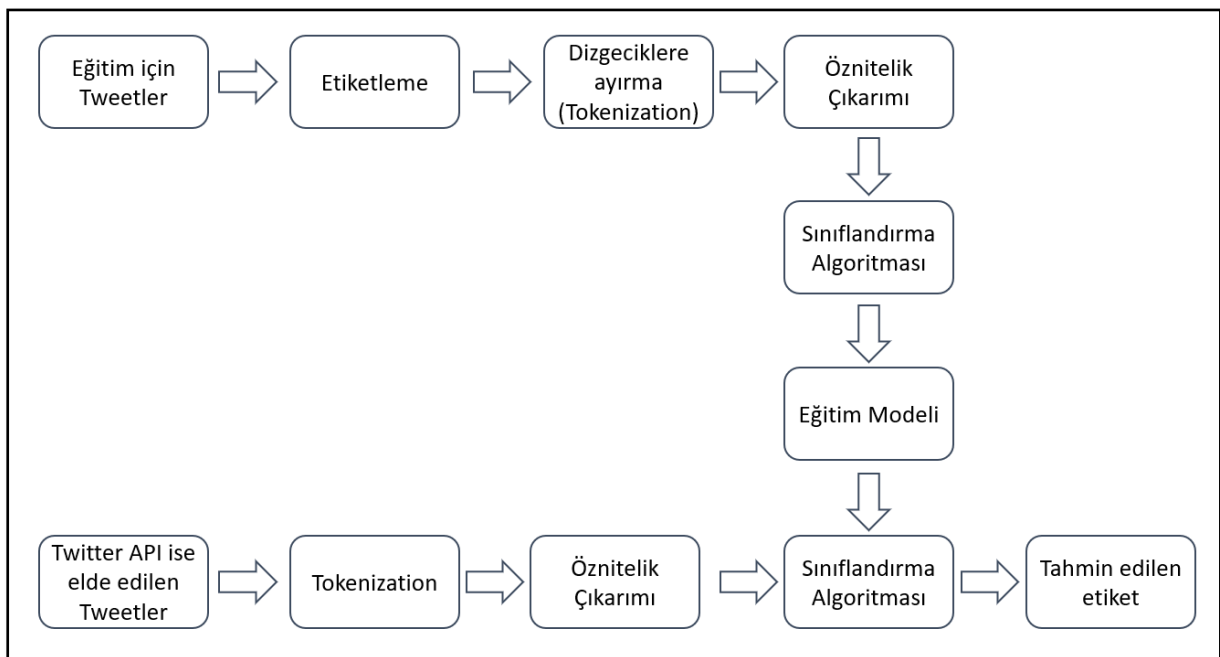 Eğitim için
Tweetler
Etiketleme
Dizgeciklere
ayırma
(Tokenization)
Öznitelik
Çıkarımı
Sınıflandırma
Algoritması
Eğitim Modeli
Twitter API ise
elde edilen
Tweetler
Tokenization
Öznitelik
Çıkarımı
Sınıflandırma
Algoritması
Tahmin edilen
etiket